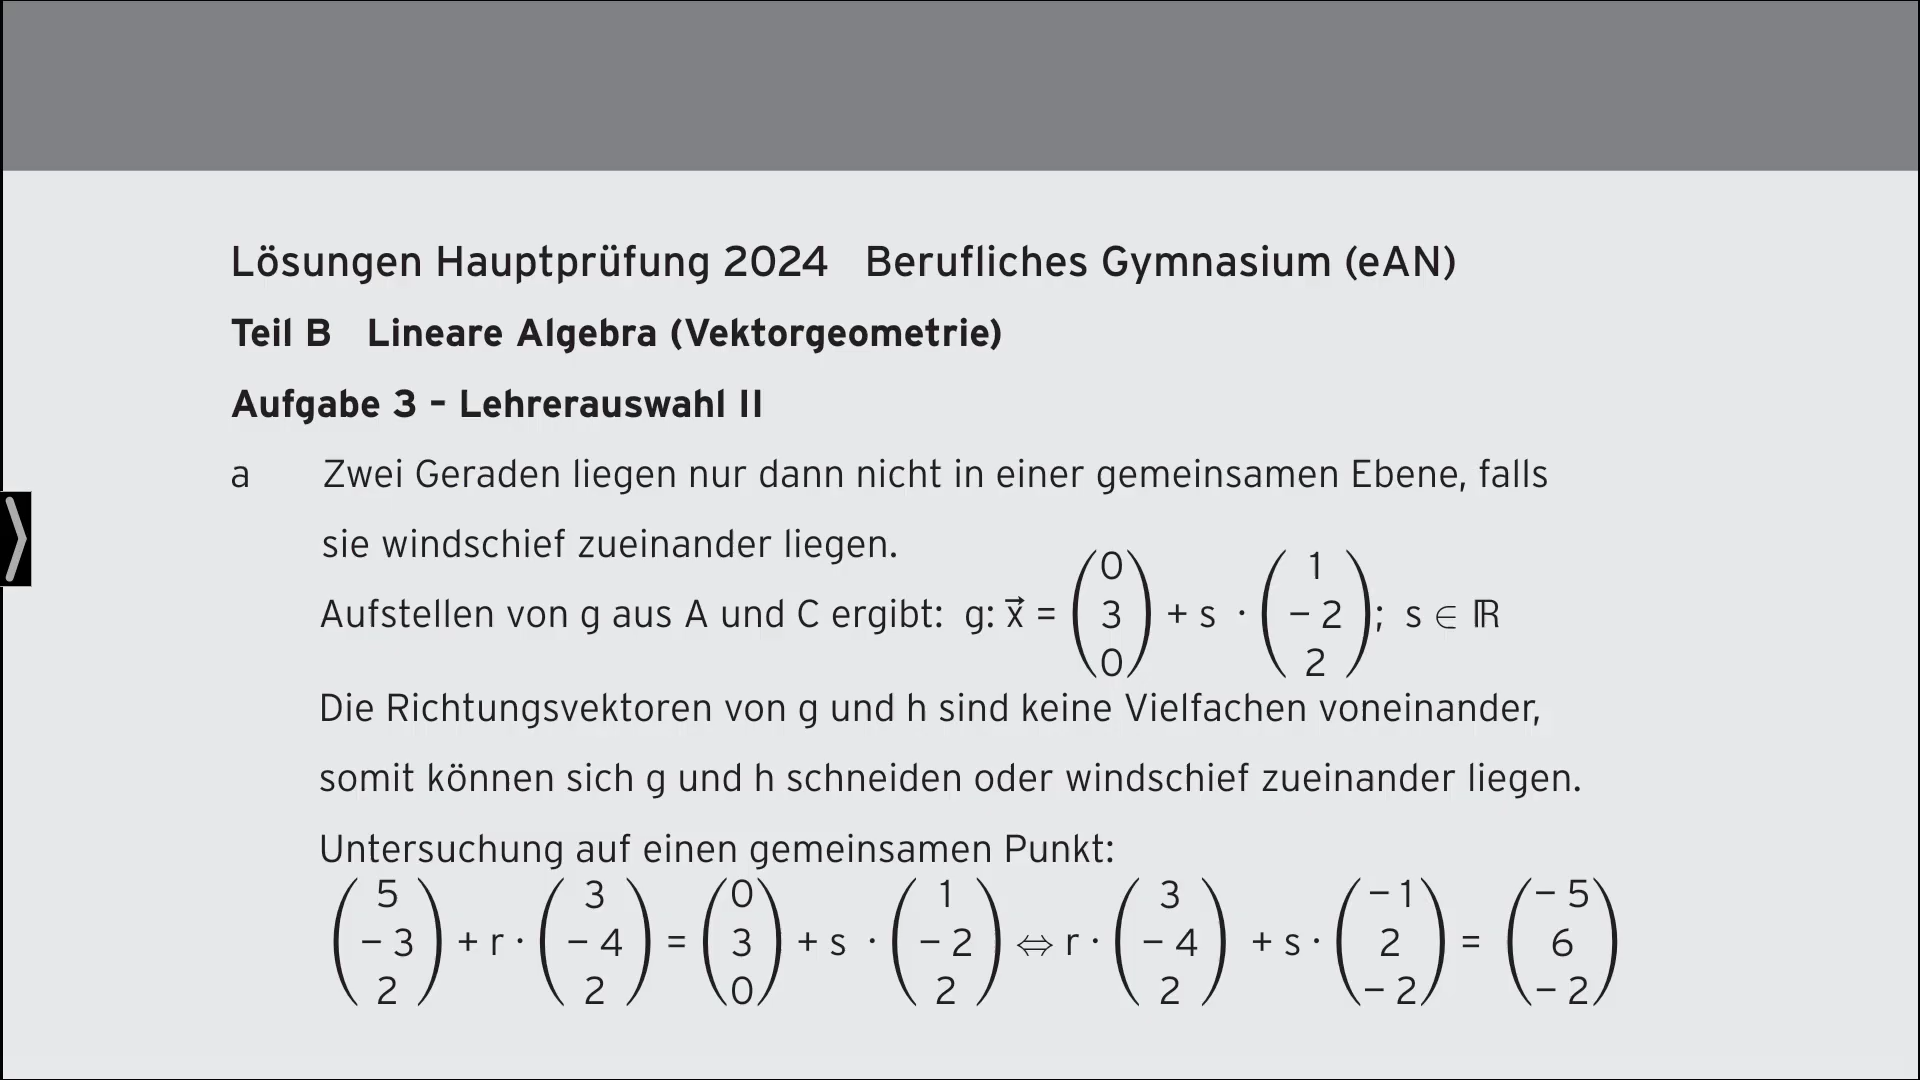 Lösungen Hauptprüfung 2024 Berufliches Gymnasium (eAN)
Teil B Lineare Algebra (Vektorgeometrie)
Aufgabe 3 – Lehrerauswahl II
a Zwei Geraden liegen nur dann nicht in einer gemeinsamen Ebene, falls
sie windschief zueinander liegen.
Aufstellen von g aus A und C ergibt: g: x⃗ = (0 3 0) + s · (1 −2 2); s ∈ ℝ
Die Richtungsvektoren von g und h sind keine Vielfachen voneinander,
somit können sich g und h schneiden oder windschief zueinander liegen.
Untersuchung auf einen gemeinsamen Punkt:
(5 −3 2) + r · (3 −4 2) = (0 3 0) + s · (1 −2 2) ⇔ r · (3 −4 2) + s · (−1 2 −2) = (−5 6 −2)